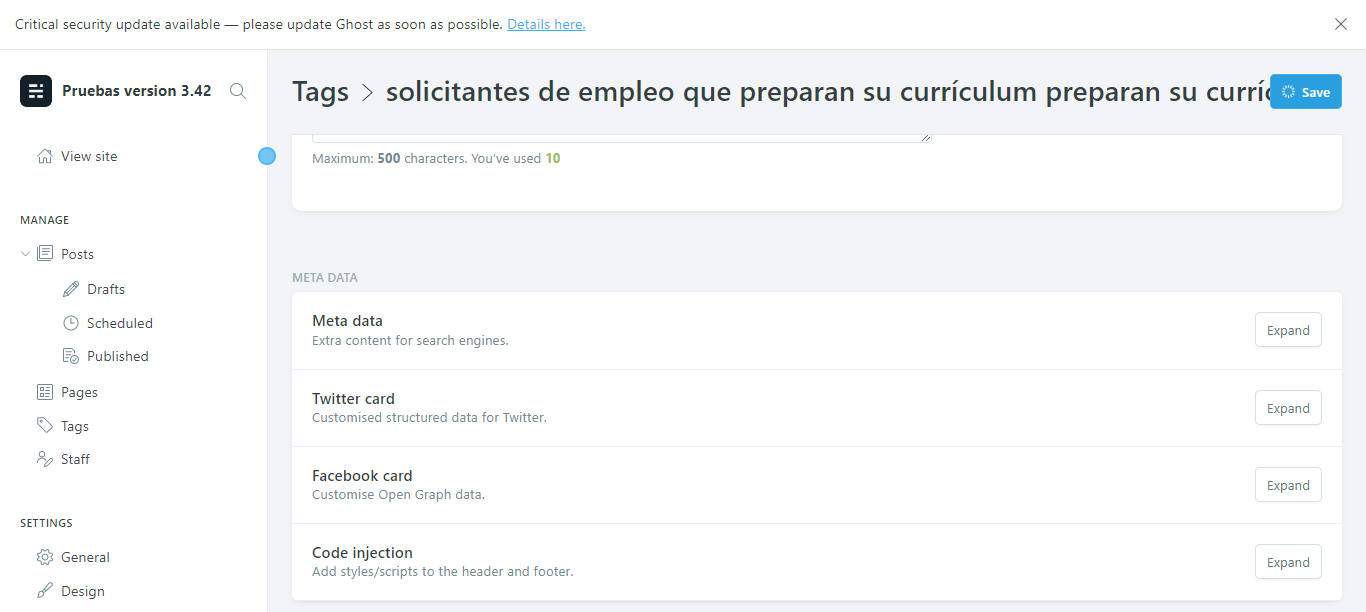 Critical security update available — please update Ghost as soon as possible. Details here.
Pruebas version 3.42
View site
MANAGE
Posts
Drafts
Scheduled
Published
Pages
Tags
Staff
SETTINGS
General
Design
Tags > solicitantes de empleo que preparan su currículum preparan su curríc
Save
Maximum: 500 characters. You’ve used 10
META DATA
Meta data
Extra content for search engines.
Expand
Twitter card
Customised structured data for Twitter.
Expand
Facebook card
Customise Open Graph data.
Expand
Code injection
Add styles/scripts to the header and footer.
Expand